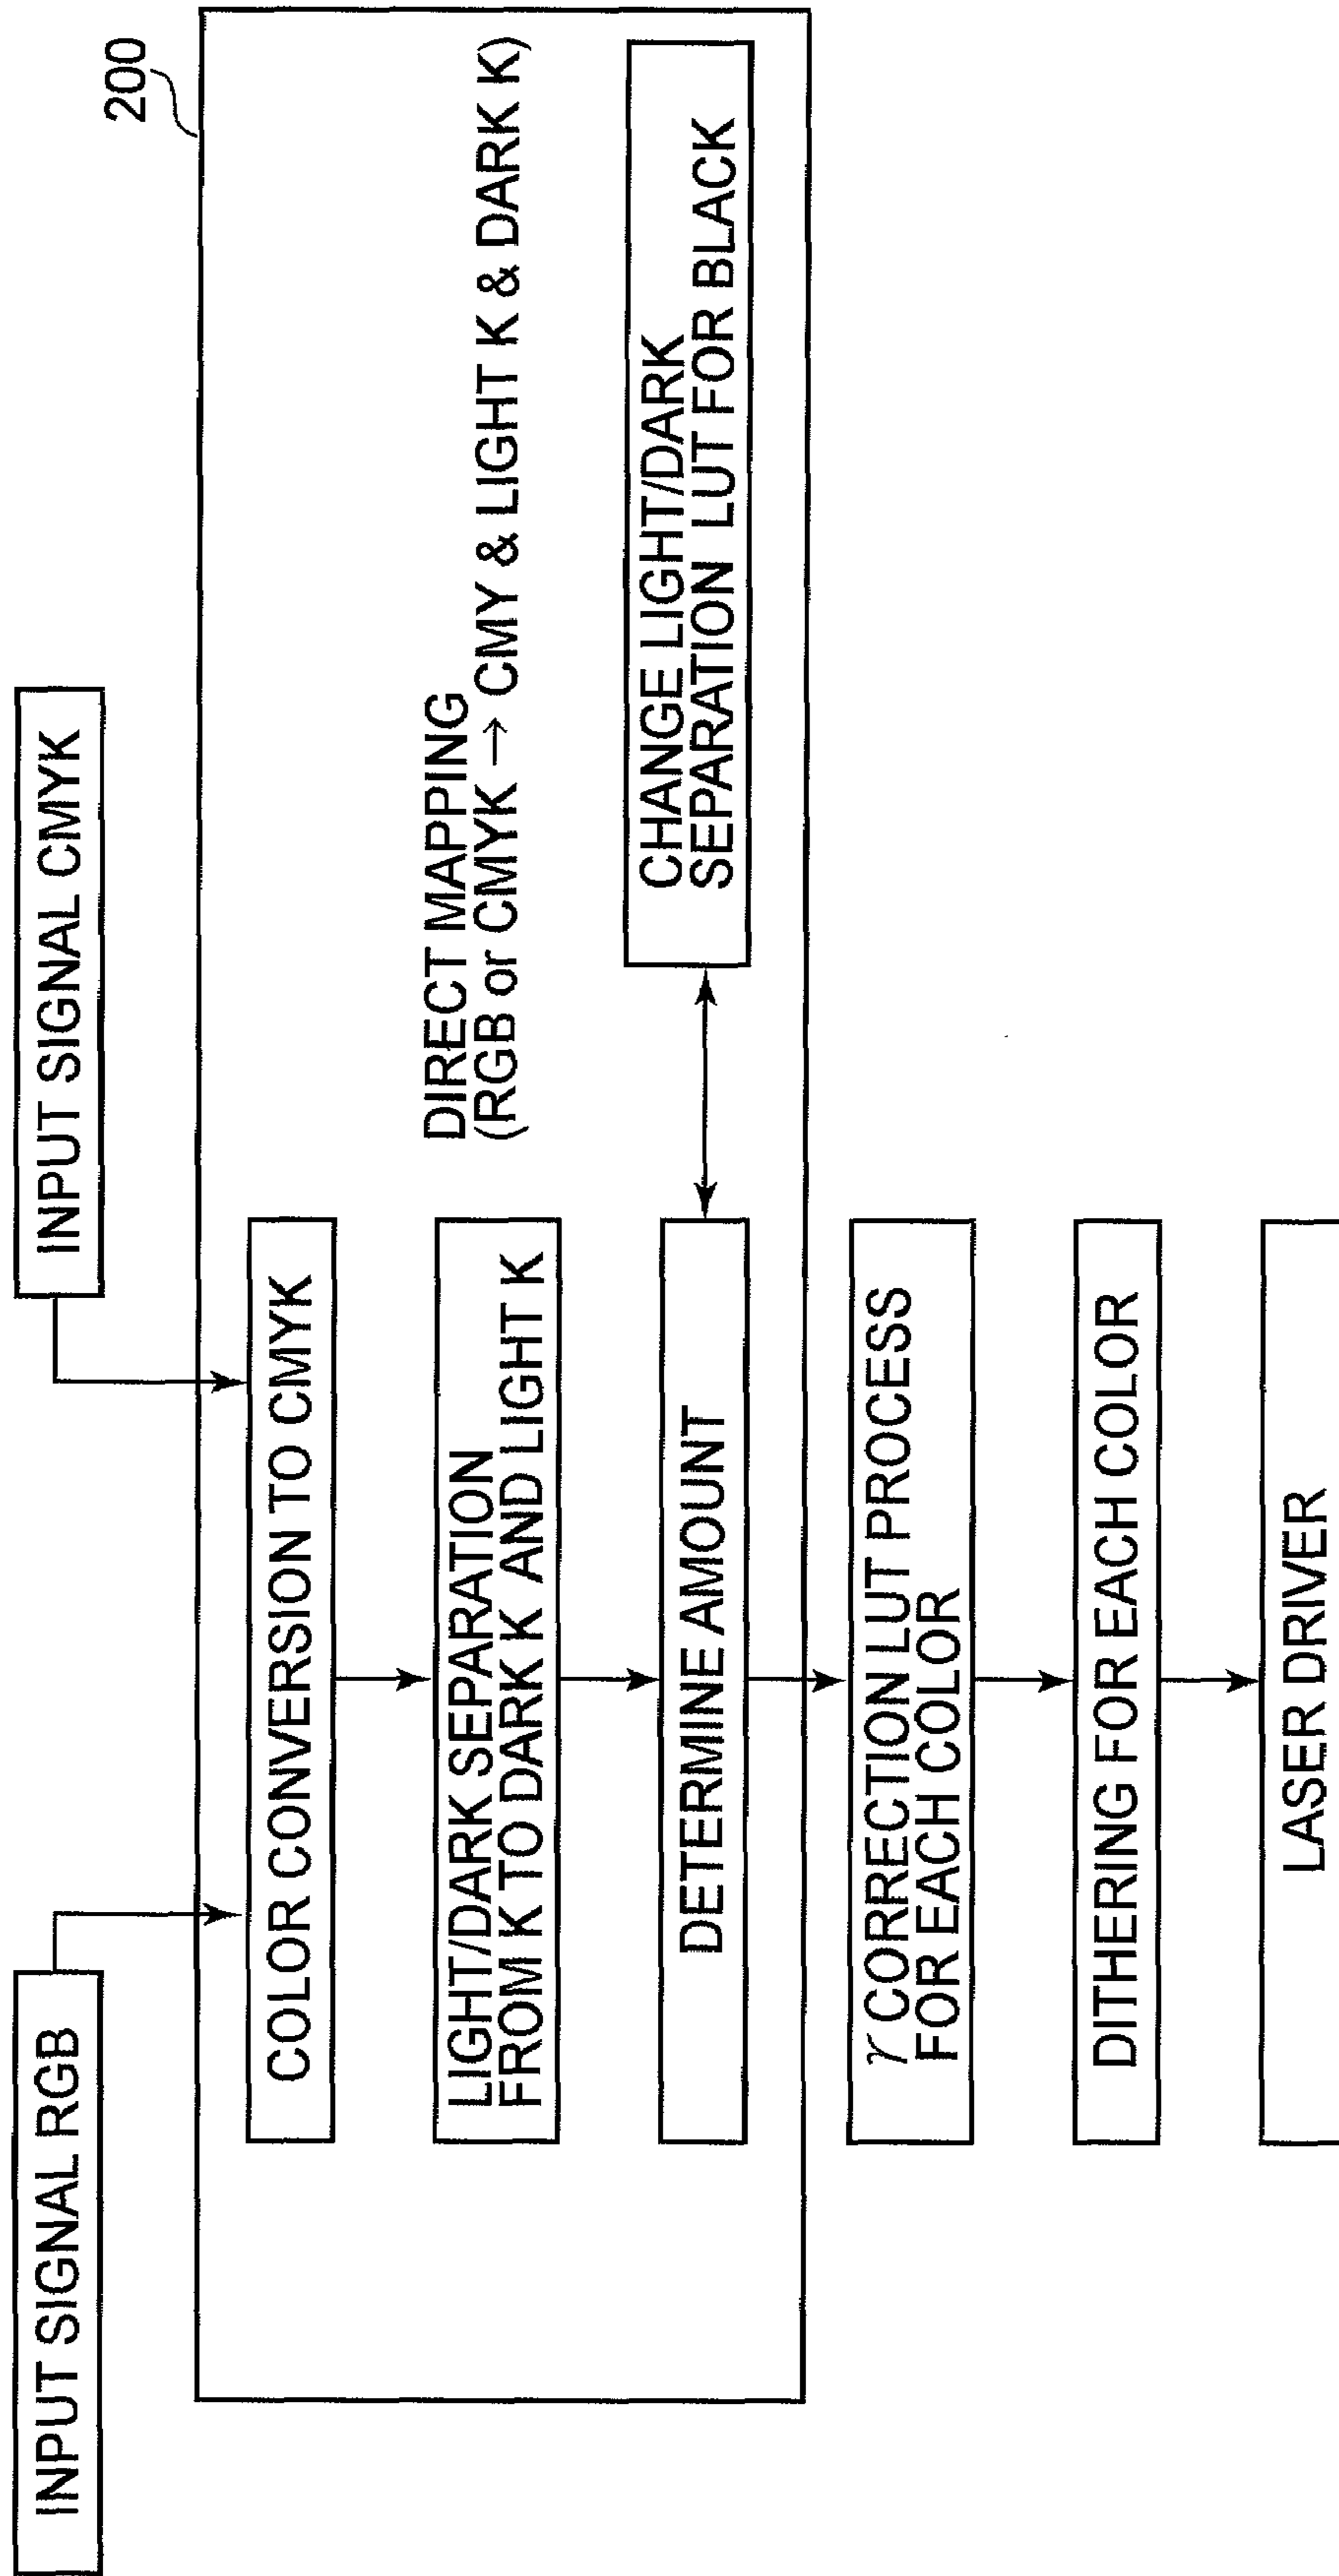 INPUT SIGNAL RGB
INPUT SIGNAL CMYK
200
COLOR CONVERSION TO CMYK
DIRECT MAPPING
(RGB or CMYK → CMY & LIGHT K & DARK K)
LIGHT/DARK SEPARATION
FROM K TO DARK K AND LIGHT K
DETERMINE AMOUNT
CHANGE LIGHT/DARK
SEPARATION LUT FOR BLACK
γ CORRECTION LUT PROCESS
FOR EACH COLOR
DITHERING FOR EACH COLOR
LASER DRIVER